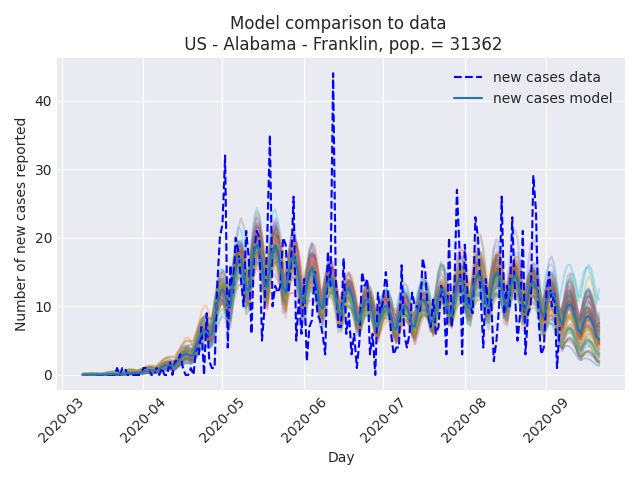 Model comparison to data
US - Alabama - Franklin, pop. = 31362
new cases data
new cases model
Number of new cases reported
40
30
20
10
0
2020-03
2020-04
2020-05
2020-06
2020-07
2020-08
2020-09
Day